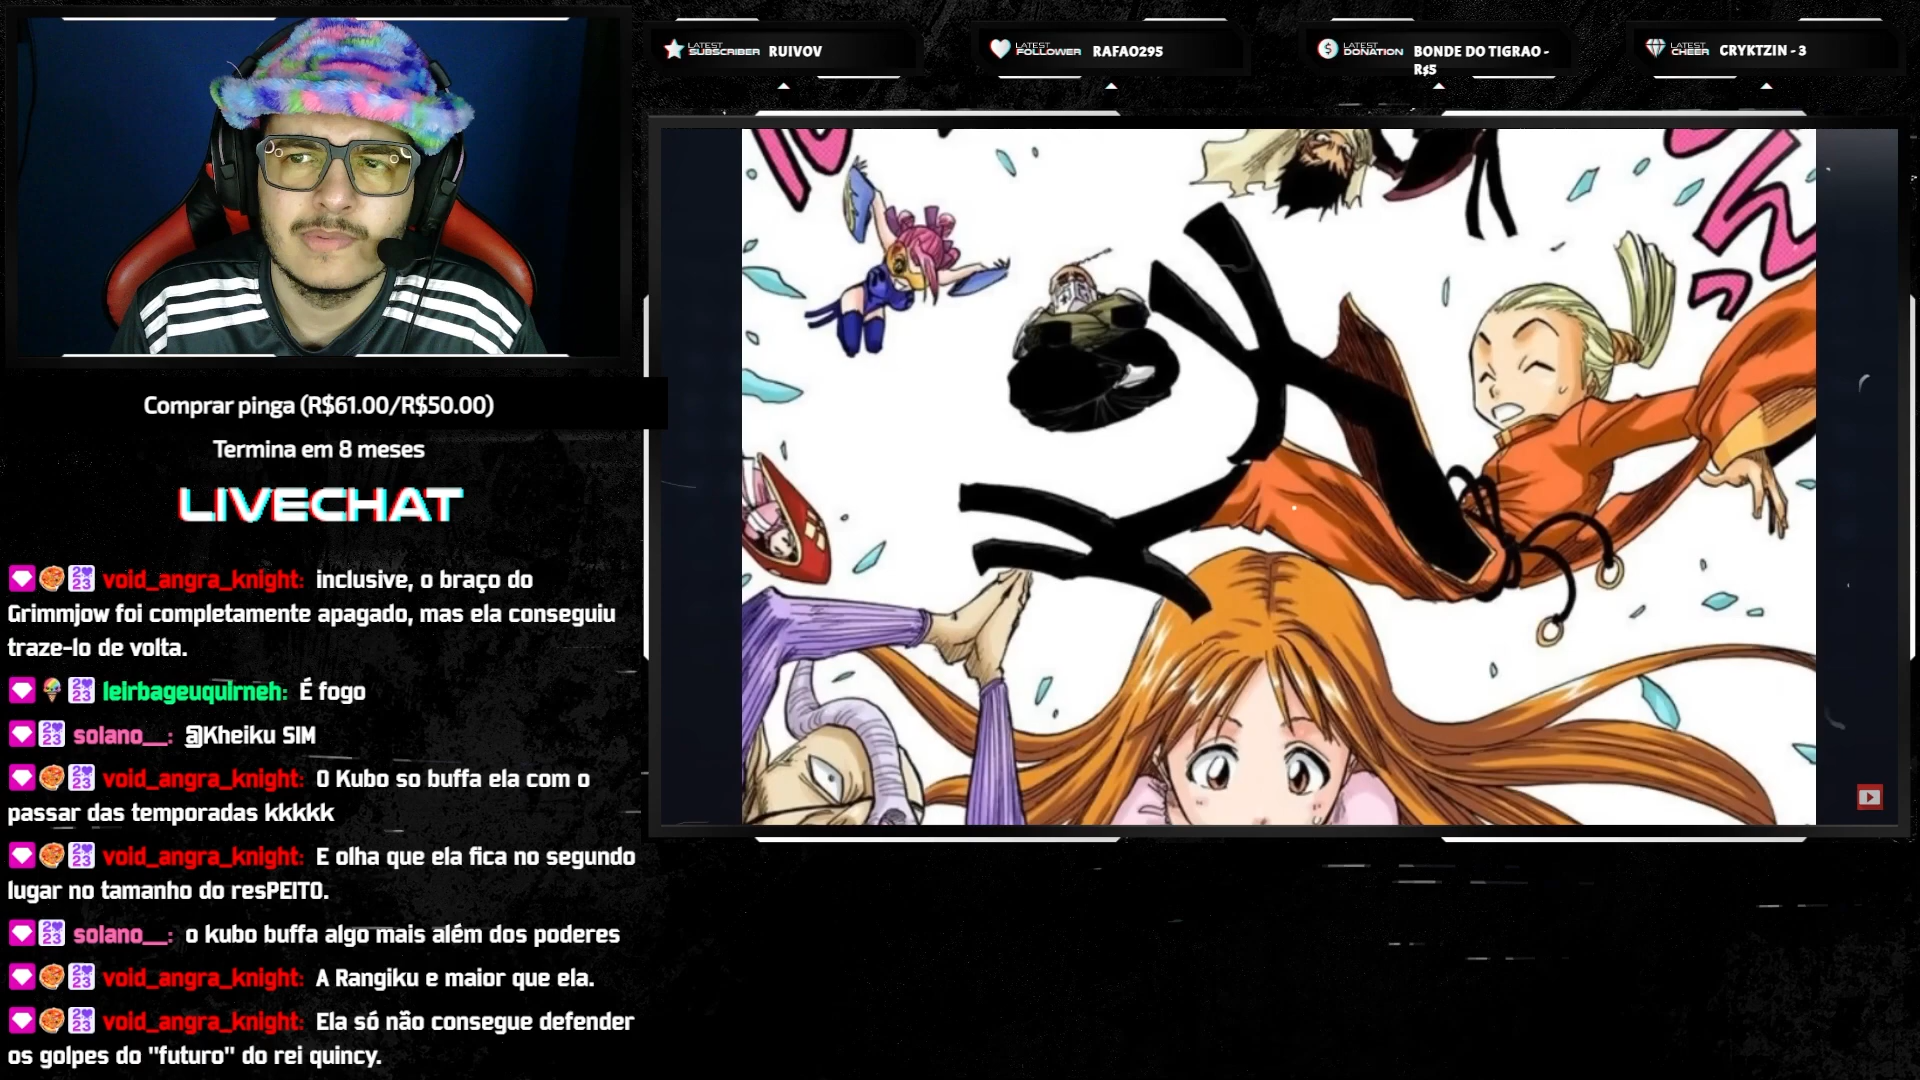 LATEST SUBSCRIBER RUIVOV
LATEST FOLLOWER RAFAO295
LATEST DONATION BONDE DO TIGRAO -
R$5
LATEST CHEER CRYKTZIN - 3
Comprar pinga (R$61.00/R$50.00)
Termina em 8 meses
LIVECHAT
void_angra_knight: inclusive, o braço do
Grimmjow foi completamente apagado, mas ela conseguiu
traze-lo de volta.
leirbageuquirneh: É fogo
solano__: @Kheiku SIM
void_angra_knight: O Kubo so buffa ela com o
passar das temporadas kkkkk
void_angra_knight: E olha que ela fica no segundo
lugar no tamanho do resPEITO.
solano__: o kubo buffa algo mais além dos poderes
void_angra_knight: A Rangiku e maior que ela.
void_angra_knight: Ela só não consegue defender
os golpes do "futuro" do rei quincy.